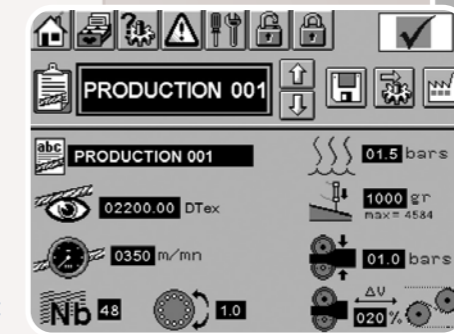 ?
PRODUCTION 001
abc
PRODUCTION 001
01.5 bars
02200.00 DTex
1000 gr
max= 4584
0350 m/mn
01.0 bars
Nb 48
1.0
ΔV
020 %